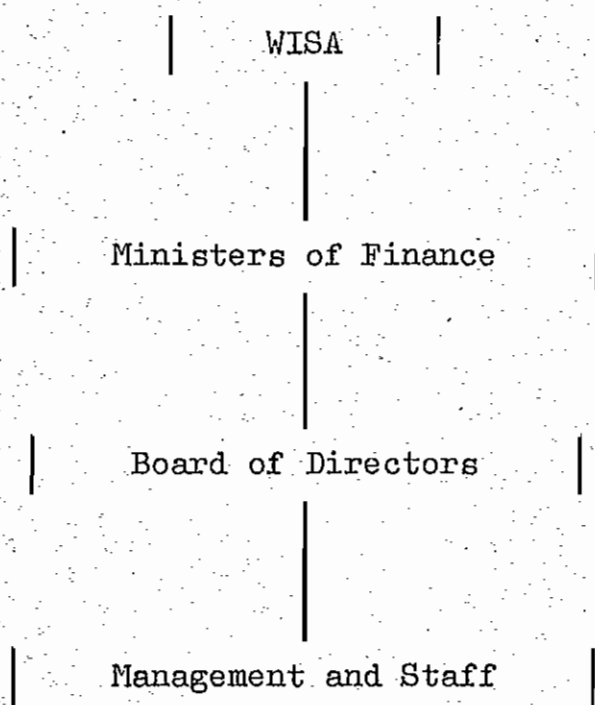 WISA
Ministers of Finance
Board of Directors
Management and Staff